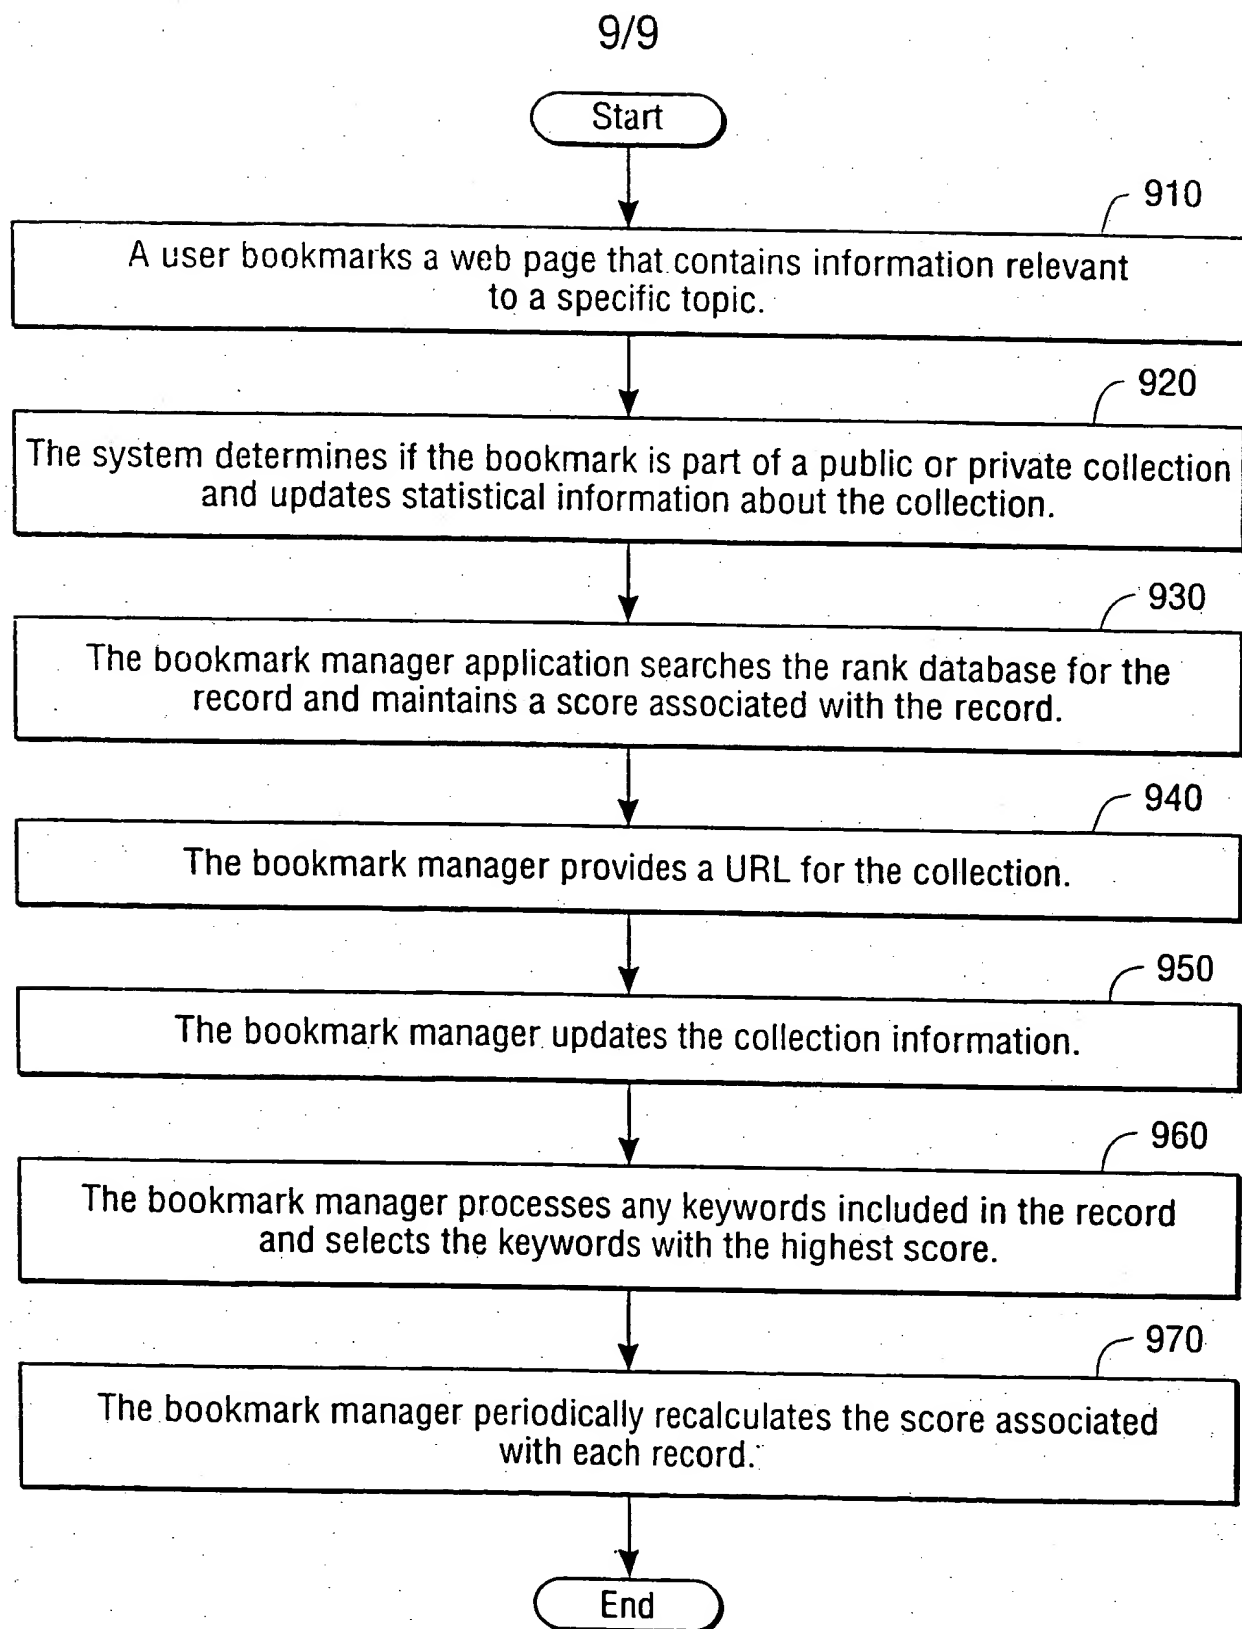 9/9
Start
910
A user bookmarks a web page that contains information relevant
to a specific topic.
920
The system determines if the bookmark is part of a public or private collection
and updates statistical information about the collection.
930
The bookmark manager application searches the rank database for the
record and maintains a score associated with the record.
940
The bookmark manager provides a URL for the collection.
950
The bookmark manager updates the collection information.
960
The bookmark manager processes any keywords included in the record
and selects the keywords with the highest score.
970
The bookmark manager periodically recalculates the score associated
with each record.
End